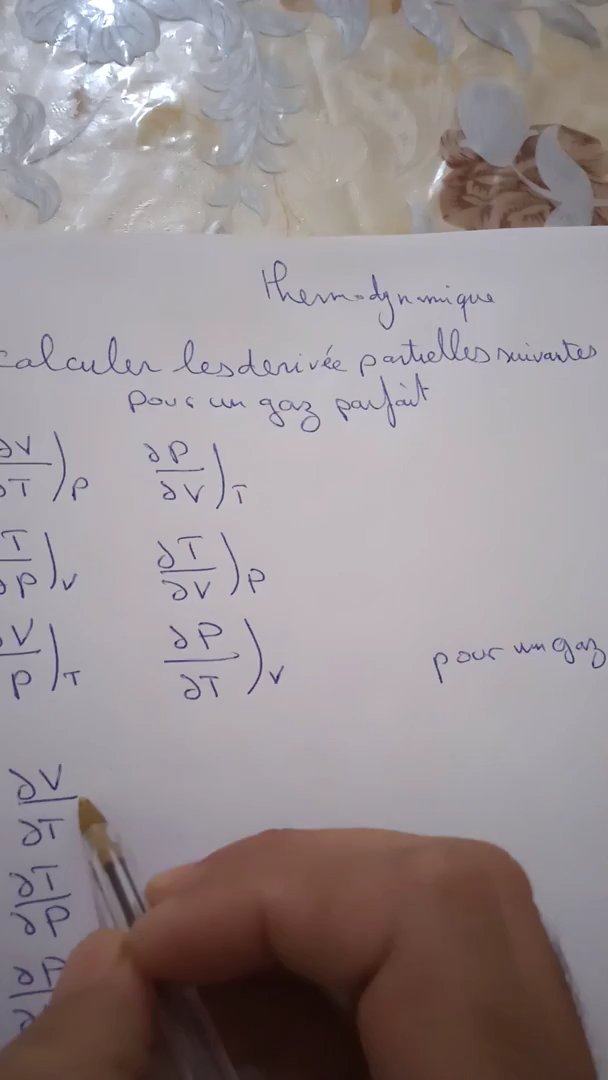 thermodynamique
calculer les derivée partielles suivantes
pour un gaz parfait
∂V/∂T)P ∂P/∂V)T
∂T/∂P)V ∂T/∂V)P
∂V/∂P)T ∂P/∂T)V
pour un gaz
∂V/∂T
∂T/∂P